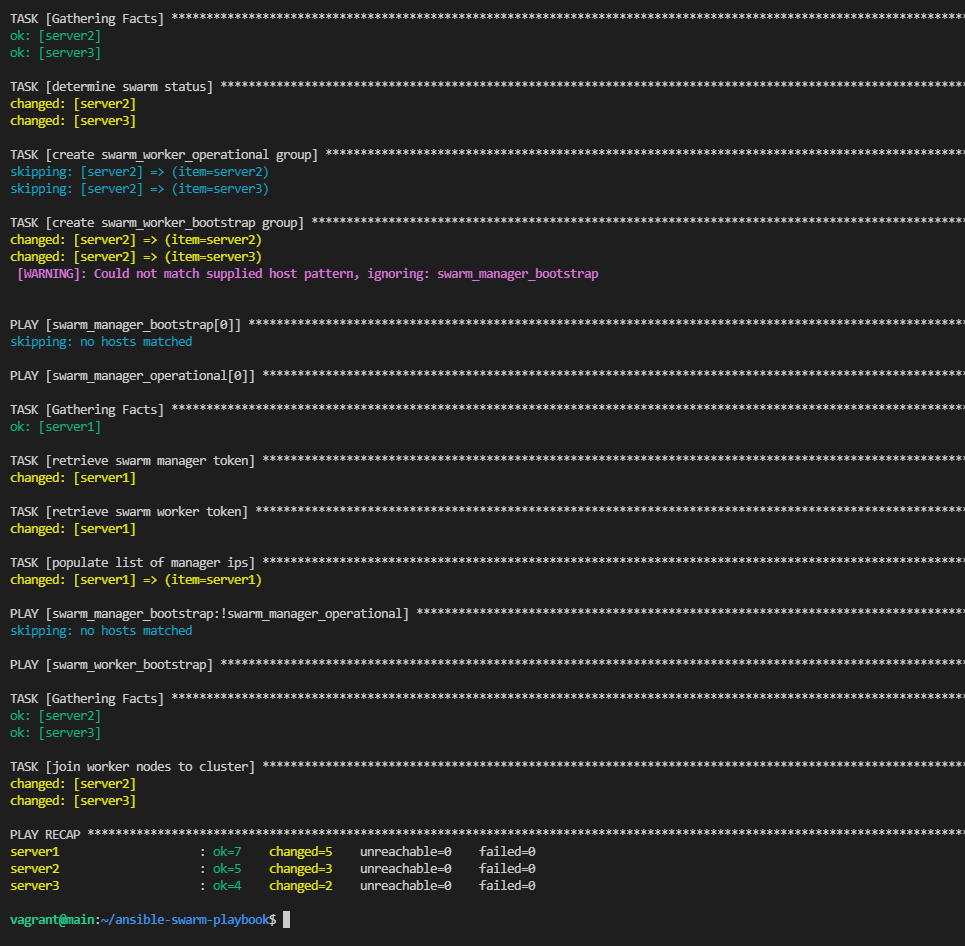 TASK [Gathering Facts] *****************************************************************************************************************
ok: [server2]
ok: [server3]
TASK [determine swarm status] **********************************************************************************************************
changed: [server2]
changed: [server3]
TASK [create swarm_worker_operational group] *******************************************************************************************
skipping: [server2] => (item=server2)
skipping: [server2] => (item=server3)
TASK [create swarm_worker_bootstrap group] *********************************************************************************************
changed: [server2] => (item=server2)
changed: [server2] => (item=server3)
[WARNING]: Could not match supplied host pattern, ignoring: swarm_manager_bootstrap
PLAY [swarm_manager_bootstrap[0]] ******************************************************************************************************
skipping: no hosts matched
PLAY [swarm_manager_operational[0]] ****************************************************************************************************
TASK [Gathering Facts] *****************************************************************************************************************
ok: [server1]
TASK [retrieve swarm manager token] ****************************************************************************************************
changed: [server1]
TASK [retrieve swarm worker token] *****************************************************************************************************
changed: [server1]
TASK [populate list of manager ips] ****************************************************************************************************
changed: [server1] => (item=server1)
PLAY [swarm_manager_bootstrap:!swarm_manager_operational] ******************************************************************************
skipping: no hosts matched
PLAY [swarm_worker_bootstrap] **********************************************************************************************************
TASK [Gathering Facts] *****************************************************************************************************************
ok: [server2]
ok: [server3]
TASK [join worker nodes to cluster] ****************************************************************************************************
changed: [server2]
changed: [server3]
PLAY RECAP *****************************************************************************************************************************
server1 : ok=7 changed=5 unreachable=0 failed=0
server2 : ok=5 changed=3 unreachable=0 failed=0
server3 : ok=4 changed=2 unreachable=0 failed=0
vagrant@main:~/ansible-swarm-playbook$